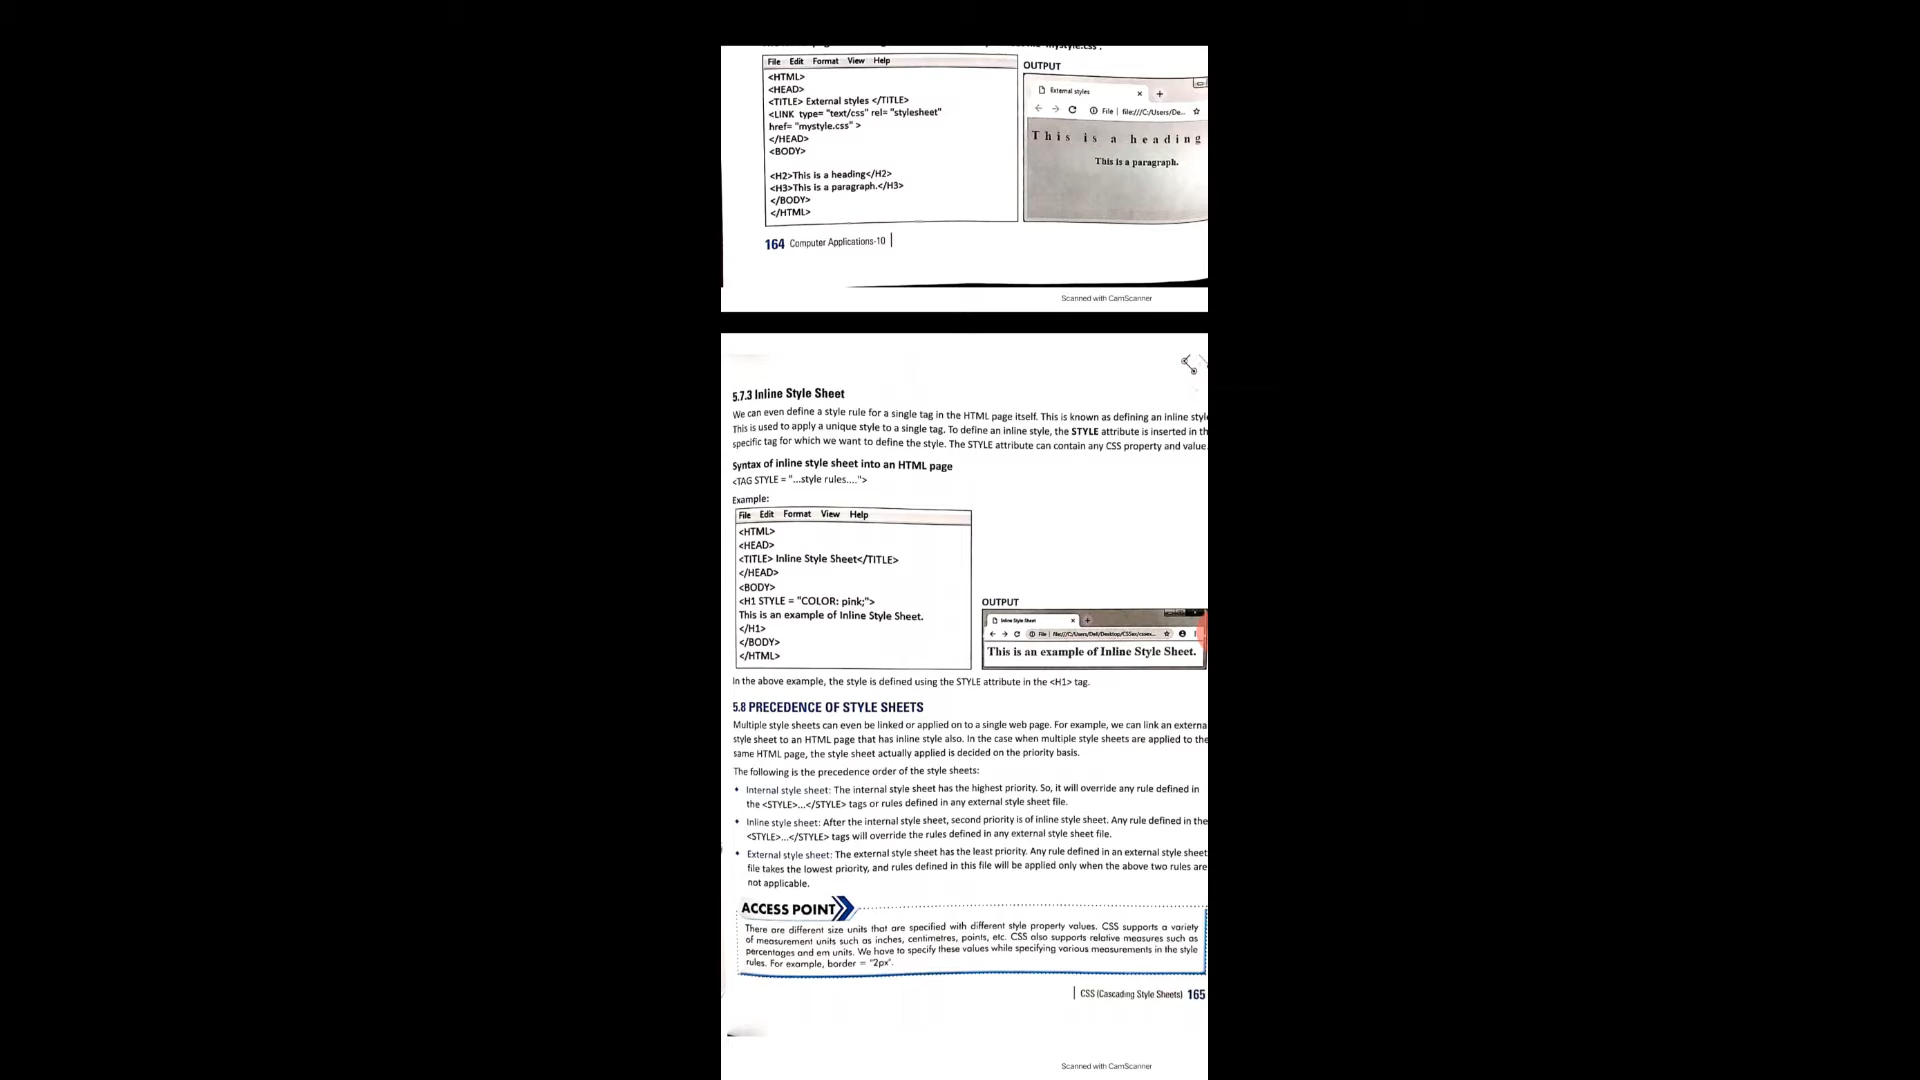 File Edit Format View Help
<HTML>
<HEAD>
<TITLE> External styles </TITLE>
<LINK type= "text/css" rel= "stylesheet"
href= "mystyle.css" >
</HEAD>
<BODY>
<H2>This is a heading</H2>
<H3>This is a paragraph.</H3>
</BODY>
</HTML>
OUTPUT
External styles
File | file:///C:/Users/De...
This is a heading
This is a paragraph.
164 Computer Applications-10
Scanned with CamScanner
5.7.3 Inline Style Sheet
We can even define a style rule for a single tag in the HTML page itself. This is known as defining an inline styl
This is used to apply a unique style to a single tag. To define an inline style, the STYLE attribute is inserted in th
specific tag for which we want to define the style. The STYLE attribute can contain any CSS property and value.
Syntax of inline style sheet into an HTML page
<TAG STYLE = "...style rules....">
Example:
File Edit Format View Help
<HTML>
<HEAD>
<TITLE> Inline Style Sheet</TITLE>
</HEAD>
<BODY>
<H1 STYLE = "COLOR: pink;">
This is an example of Inline Style Sheet.
</H1>
</BODY>
</HTML>
OUTPUT
Inline Style Sheet
File | file:///C:/Users/Dell/Desktop/CSSex/cssex...
This is an example of Inline Style Sheet.
In the above example, the style is defined using the STYLE attribute in the <H1> tag.
5.8 PRECEDENCE OF STYLE SHEETS
Multiple style sheets can even be linked or applied on to a single web page. For example, we can link an externa
style sheet to an HTML page that has inline style also. In the case when multiple style sheets are applied to the
same HTML page, the style sheet actually applied is decided on the priority basis.
The following is the precedence order of the style sheets:
• Internal style sheet: The internal style sheet has the highest priority. So, it will override any rule defined in
the <STYLE>...</STYLE> tags or rules defined in any external style sheet file.
• Inline style sheet: After the internal style sheet, second priority is of inline style sheet. Any rule defined in the
<STYLE>...</STYLE> tags will override the rules defined in any external style sheet file.
• External style sheet: The external style sheet has the least priority. Any rule defined in an external style sheet
file takes the lowest priority, and rules defined in this file will be applied only when the above two rules are
not applicable.
ACCESS POINT
There are different size units that are specified with different style property values. CSS supports a variety
of measurement units such as inches, centimetres, points, etc. CSS also supports relative measures such as
percentages and em units. We have to specify these values while specifying various measurements in the style
rules. For example, border = "2px".
CSS (Cascading Style Sheets) 165
Scanned with CamScanner